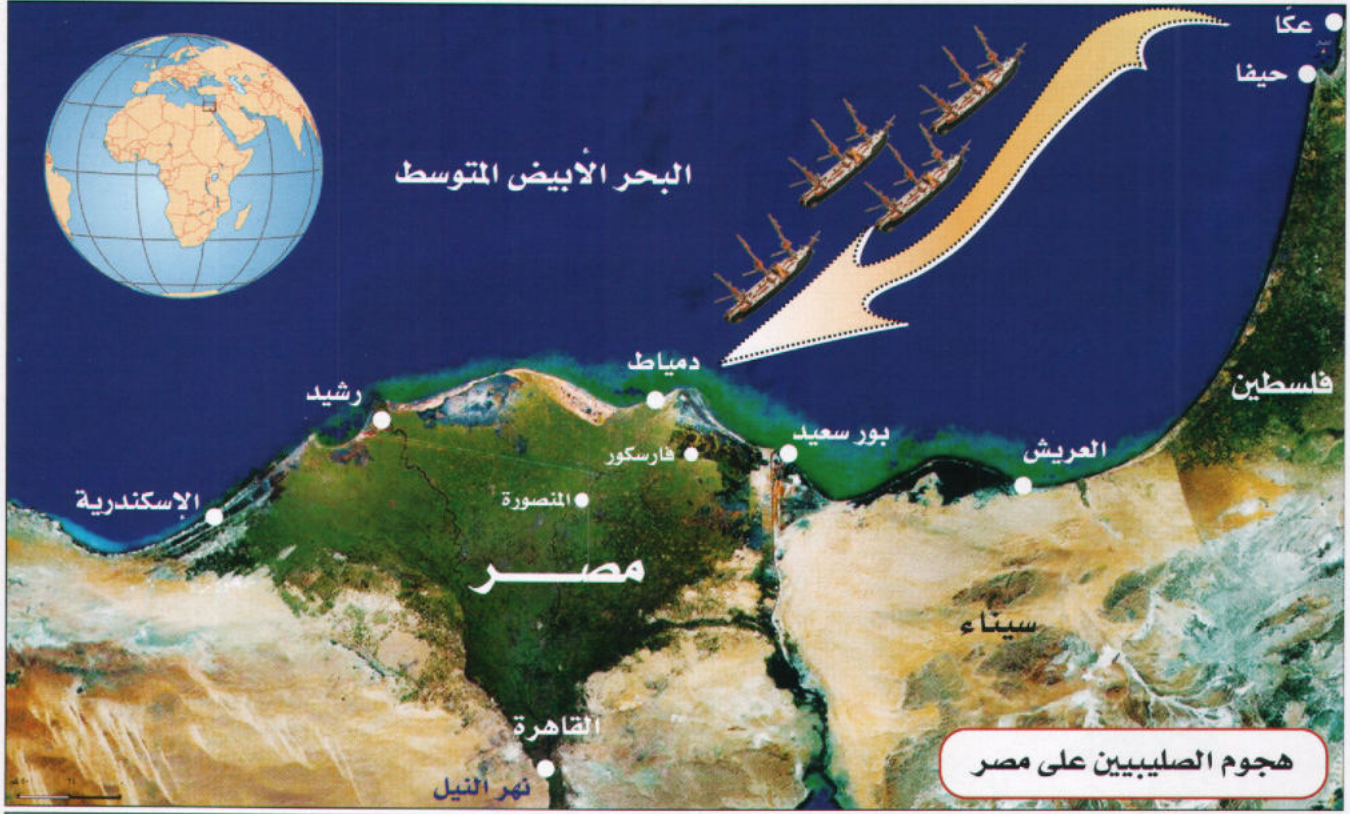 عكّا
حيفا
البحر الأبيض المتوسط
دمياط
رشيد
فلسطين
بور سعيد
العريش
فارسكور
المنصورة
الإسكندرية
مصر
سيناء
القاهرة
نهر النيل
هجوم الصليبيين على مصر